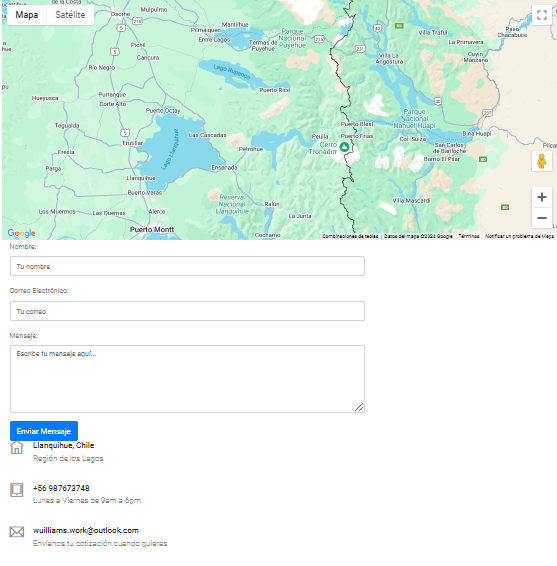 de la Costa
Mapa
Satélite
Osorno
Mulpulmo
Mantilhue
Primaquien
Entre Lagos
Termas de
Puyehue
Parque
Nacional
Puyehue
Villa Traful
Paso
Chacabuco
La Primavera
Cuyin
Manzano
Villa La
Angostura
Pichil
Cancura
Río Negro
Lago Rupanco
Puerto Rico
Hueyusca
Purranque
Corte Alto
Puerto Octay
Tegualda
Fresia
Frutillar
Lago Llanquihue
Las Cascadas
Petrohue
Peulla
Cerro
Tronador
Puerto Blest
Puerto Frías
Parque
Nacional
Nahuel Huapi
Col. Suiza
Dina Huapi
San Carlos
de Bariloche
Barrio El Pilar
Parga
Llanquihue
Puerto Varas
Ensenada
Reserva
Nacional
Llanquihue
Ralun
Villa Mascardi
Los Muermos
Las Quemas
Alerce
La Junta
Puerto Montt
Cochamo
Google
Combinaciones de teclas
Datos del mapa ©2024 Google
Términos
Notificar un problema de Maps
Nombre:
Tu nombre
Correo Electrónico:
Tu correo
Mensaje:
Escribe tu mensaje aquí...
Enviar Mensaje
Llanquihue, Chile
Región de los Lagos
+56 987673748
Lunes a Viernes de 9am a 6pm
wuilliams.work@outlook.com
Envíanos tu cotización cuando quieras